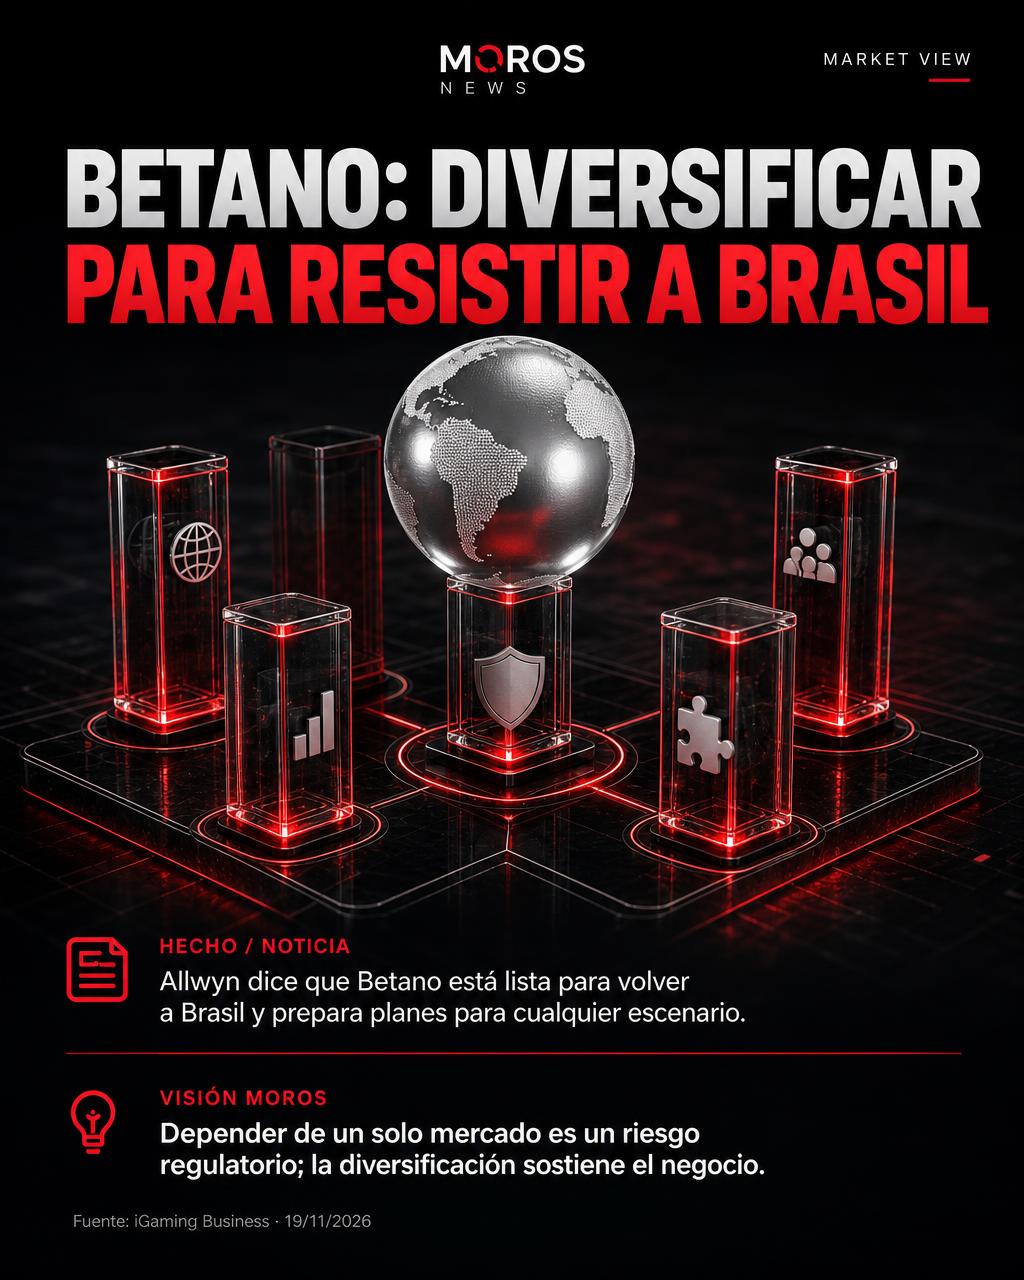 MOROS
NEWS
MARKET VIEW
BETANO: DIVERSIFICAR
PARA RESISTIR A BRASIL
HECHO / NOTICIA
Allwyn dice que Betano está lista para volver
a Brasil y prepara planes para cualquier escenario.
VISIÓN MOROS
Depender de un solo mercado es un riesgo
regulatorio; la diversificación sostiene el negocio.
Fuente: iGaming Business · 19/11/2026